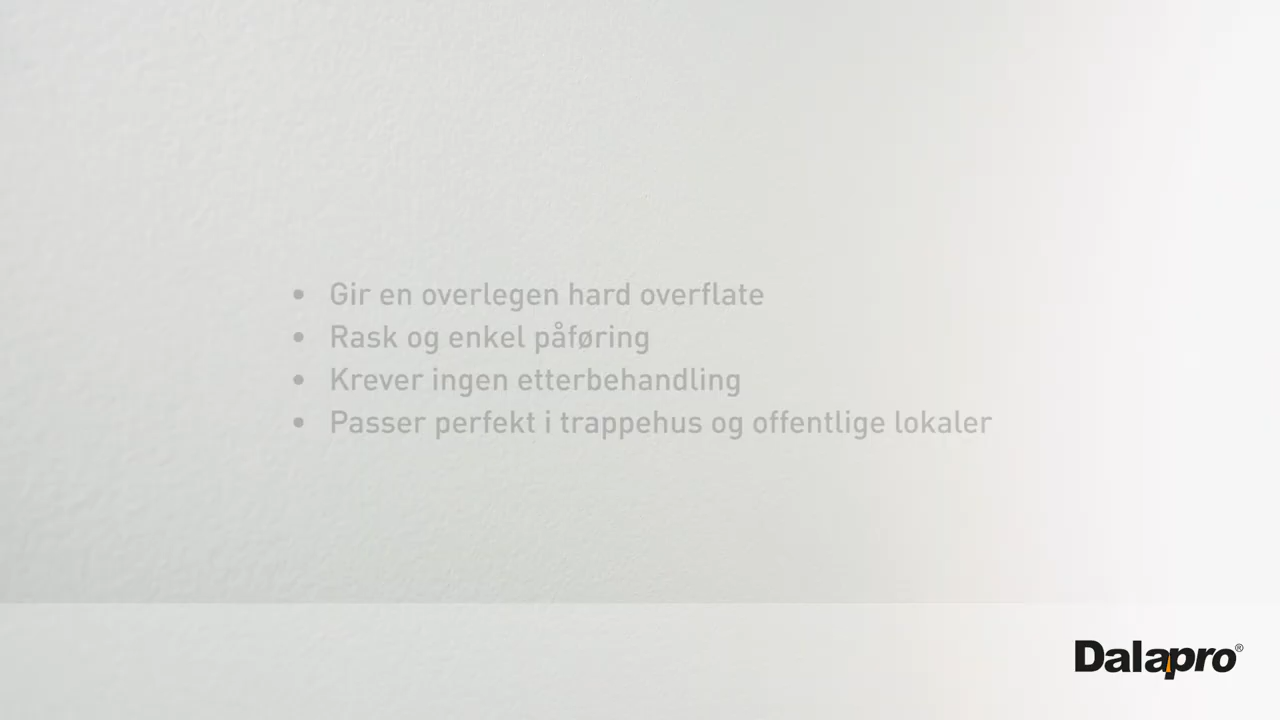 • Gir en overlegen hard overflate
• Rask og enkel påføring
• Krever ingen etterbehandling
• Passer perfekt i trappehus og offentlige lokaler
Dalapro®